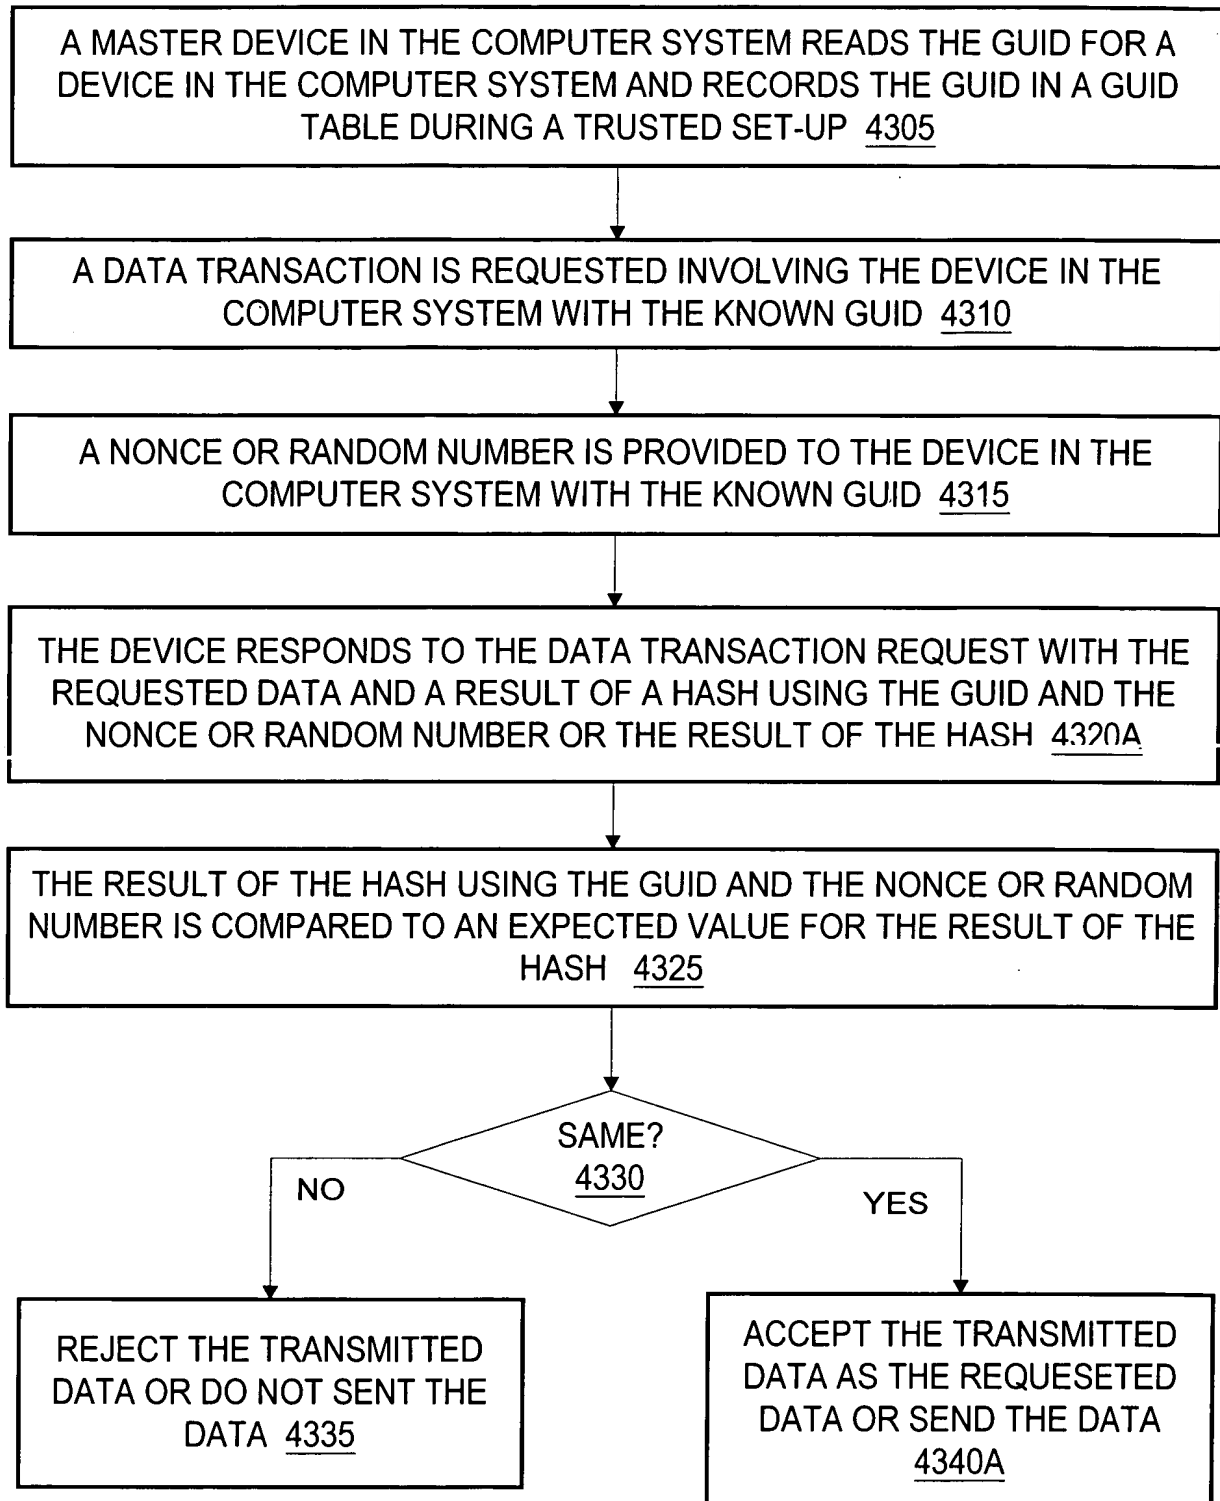 A MASTER DEVICE IN THE COMPUTER SYSTEM READS THE GUID FOR A
DEVICE IN THE COMPUTER SYSTEM AND RECORDS THE GUID IN A GUID
TABLE DURING A TRUSTED SET-UP 4305
A DATA TRANSACTION IS REQUESTED INVOLVING THE DEVICE IN THE
COMPUTER SYSTEM WITH THE KNOWN GUID 4310
A NONCE OR RANDOM NUMBER IS PROVIDED TO THE DEVICE IN THE
COMPUTER SYSTEM WITH THE KNOWN GUID 4315
THE DEVICE RESPONDS TO THE DATA TRANSACTION REQUEST WITH THE
REQUESTED DATA AND A RESULT OF A HASH USING THE GUID AND THE
NONCE OR RANDOM NUMBER OR THE RESULT OF THE HASH 4320A
THE RESULT OF THE HASH USING THE GUID AND THE NONCE OR RANDOM
NUMBER IS COMPARED TO AN EXPECTED VALUE FOR THE RESULT OF THE
HASH 4325
SAME?
4330
NO
YES
REJECT THE TRANSMITTED
DATA OR DO NOT SENT THE
DATA 4335
ACCEPT THE TRANSMITTED
DATA AS THE REQUESETED
DATA OR SEND THE DATA
4340A